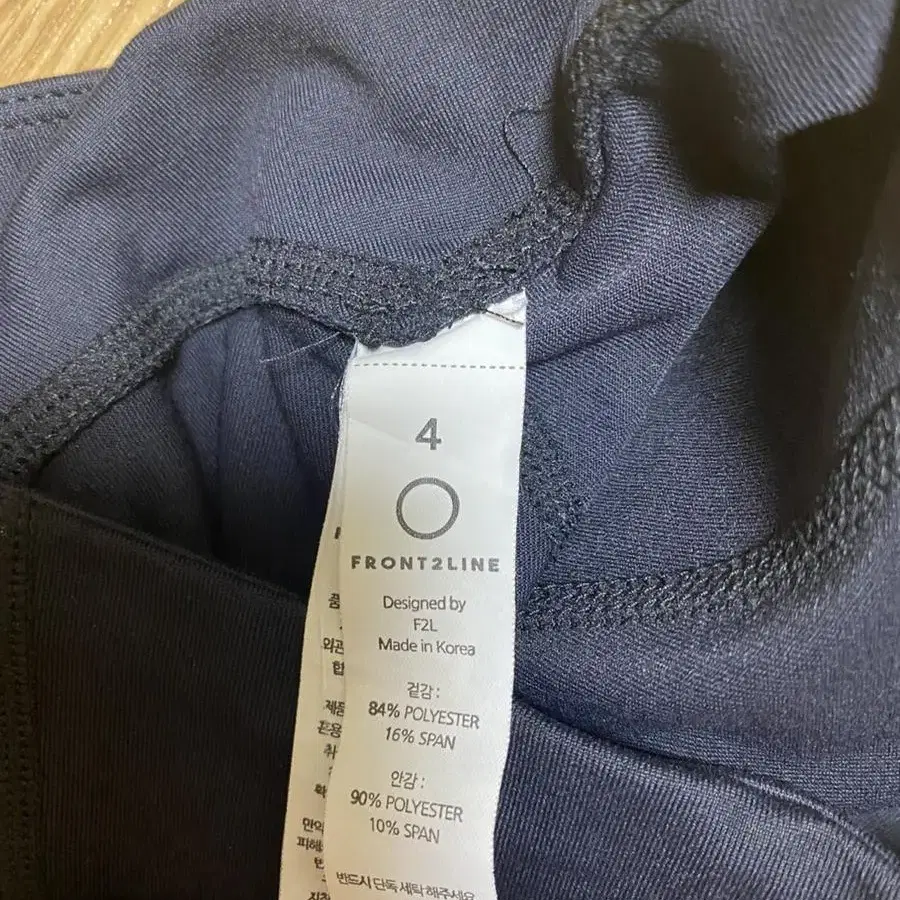 4
FRONT2LINE
Designed by
F2L
Made in Korea
겉감 :
84% POLYESTER
16% SPAN
안감 :
90% POLYESTER
10% SPAN
반드시 단독 세탁 해주세요